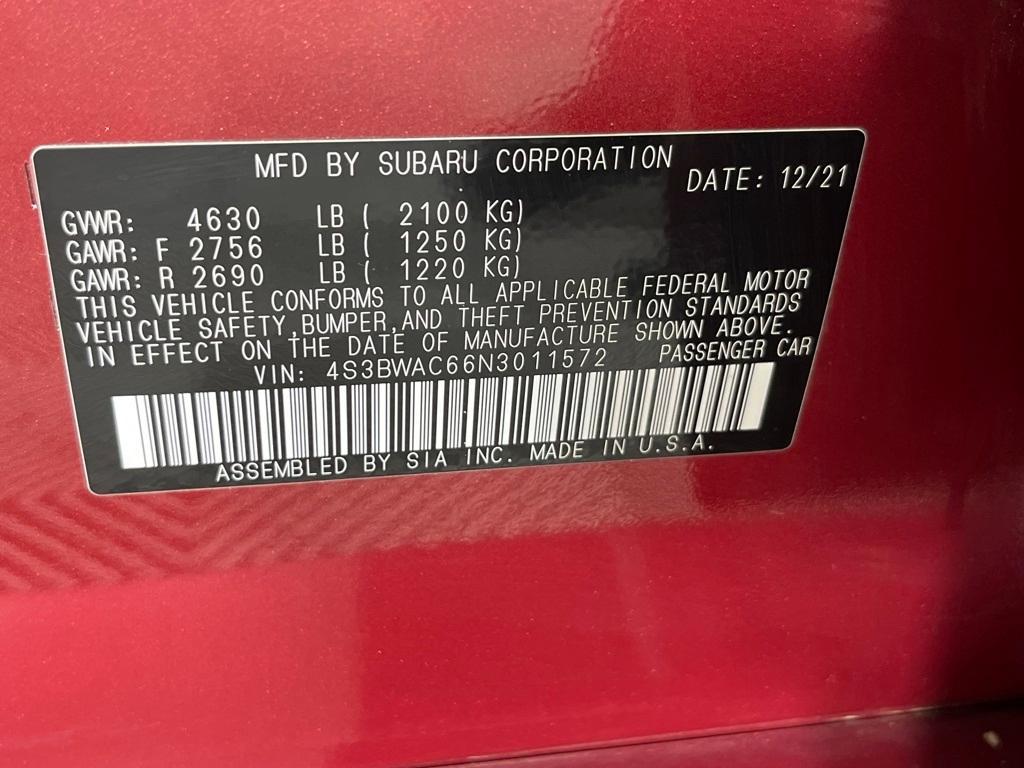 MFD BY SUBARU CORPORATION
DATE: 12/21
GVWR: 4630 LB ( 2100 KG)
GAWR: F 2756 LB ( 1250 KG)
GAWR: R 2690 LB ( 1220 KG)
THIS VEHICLE CONFORMS TO ALL APPLICABLE FEDERAL MOTOR
VEHICLE SAFETY,BUMPER,AND THEFT PREVENTION STANDARDS
IN EFFECT ON THE DATE OF MANUFACTURE SHOWN ABOVE.
VIN: 4S3BWAC66N3011572 PASSENGER CAR
ASSEMBLED BY SIA INC. MADE IN U.S.A.